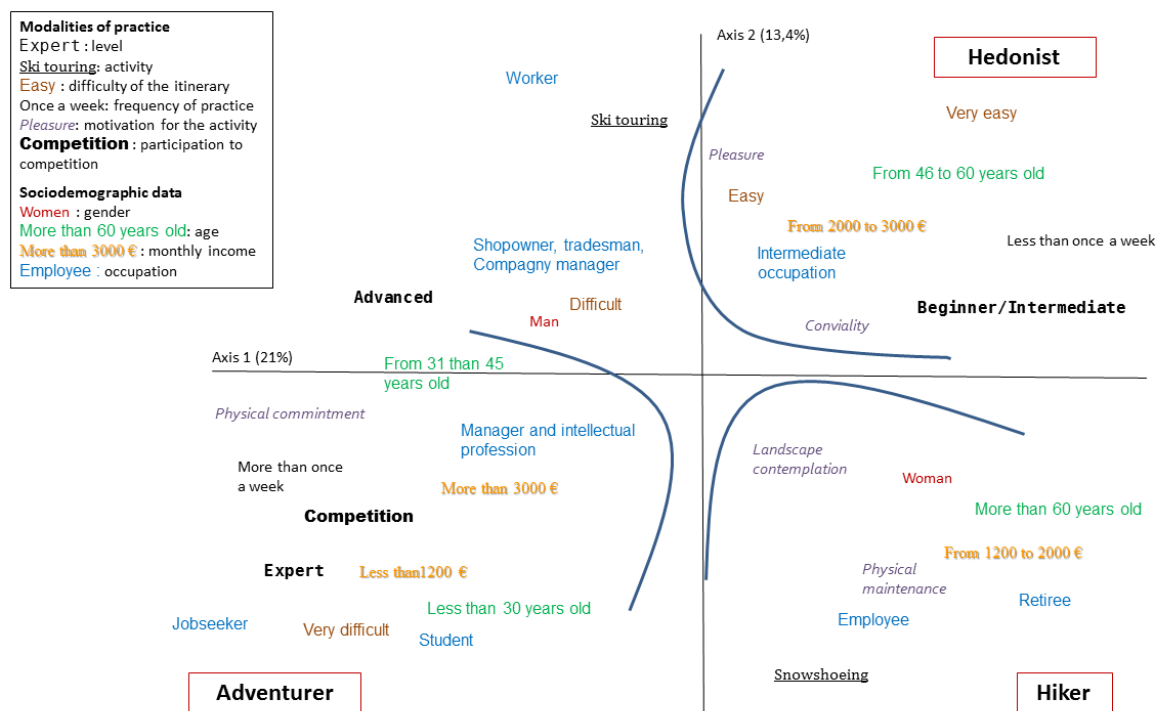 Modalities of practice
Expert : level
Ski touring: activity
Easy : difficulty of the itinerary
Once a week: frequency of practice
Pleasure: motivation for the activity
Competition : participation to
competition
Sociodemographic data
Women : gender
More than 60 years old: age
More than 3000 € : monthly income
Employee : occupation
Axis 2 (13,4%)
Hedonist
Worker
Ski touring
Very easy
Pleasure
From 46 to 60 years old
Easy
From 2000 to 3000 €
Less than once a week
Shopowner, tradesman,
Compagny manager
Intermediate
occupation
Advanced
Difficult
Man
Beginner/Intermediate
Conviality
Axis 1 (21%)
From 31 than 45
years old
Physical commintment
Manager and intellectual
profession
Landscape
contemplation
More than once
a week
More than 3000 €
Woman
Competition
More than 60 years old
From 1200 to 2000 €
Expert
Less than1200 €
Physical
maintenance
Less than 30 years old
Retiree
Jobseeker
Very difficult
Student
Employee
Snowshoeing
Adventurer
Hiker